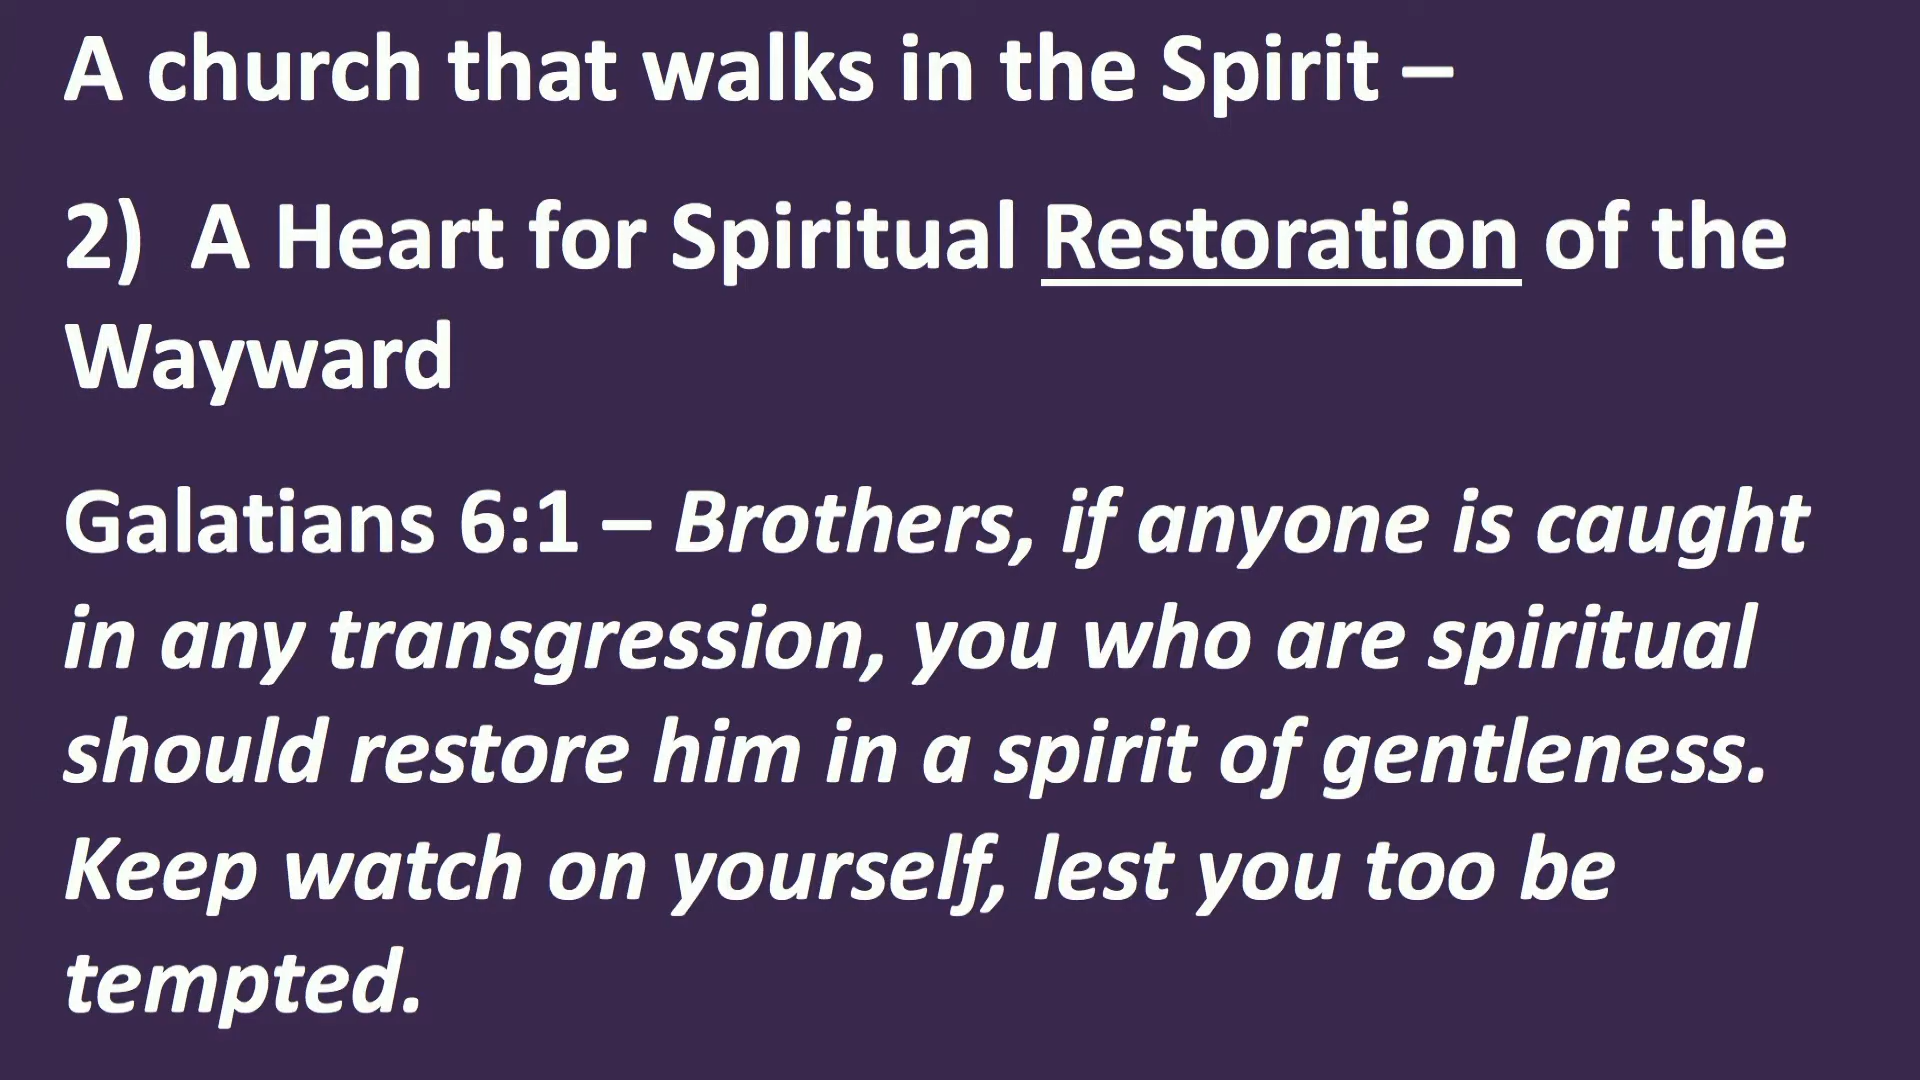 A church that walks in the Spirit –
2)  A Heart for Spiritual Restoration of the
Wayward
Galatians 6:1 – Brothers, if anyone is caught
in any transgression, you who are spiritual
should restore him in a spirit of gentleness.
Keep watch on yourself, lest you too be
tempted.